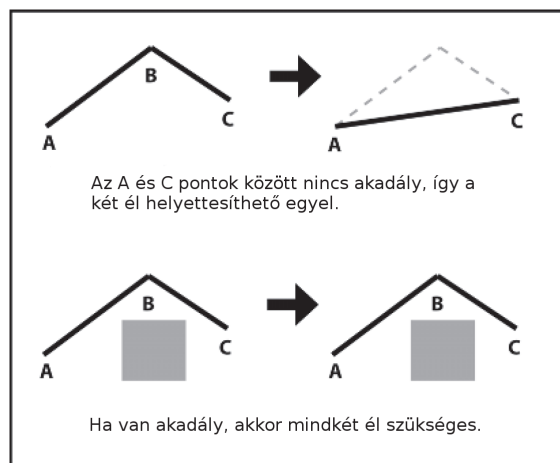 B
A
C
A
C
Az A és C pontok között nincs akadály, így a
két él helyettesíthető egyel.
B
A
C
B
A
C
Ha van akadály, akkor mindkét él szükséges.